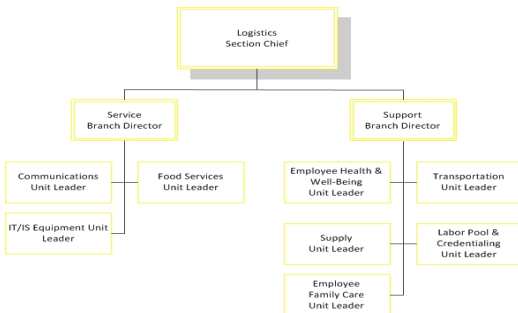 Logistics
Section Chief
Service
Branch Director
Support
Branch Director
Communications
Unit Leader
Food Services
Unit Leader
Employee Health &
Well-Being
Unit Leader
Transportation
Unit Leader
IT/IS Equipment Unit
Leader
Supply
Unit Leader
Labor Pool &
Credentialing
Unit Leader
Employee
Family Care
Unit Leader